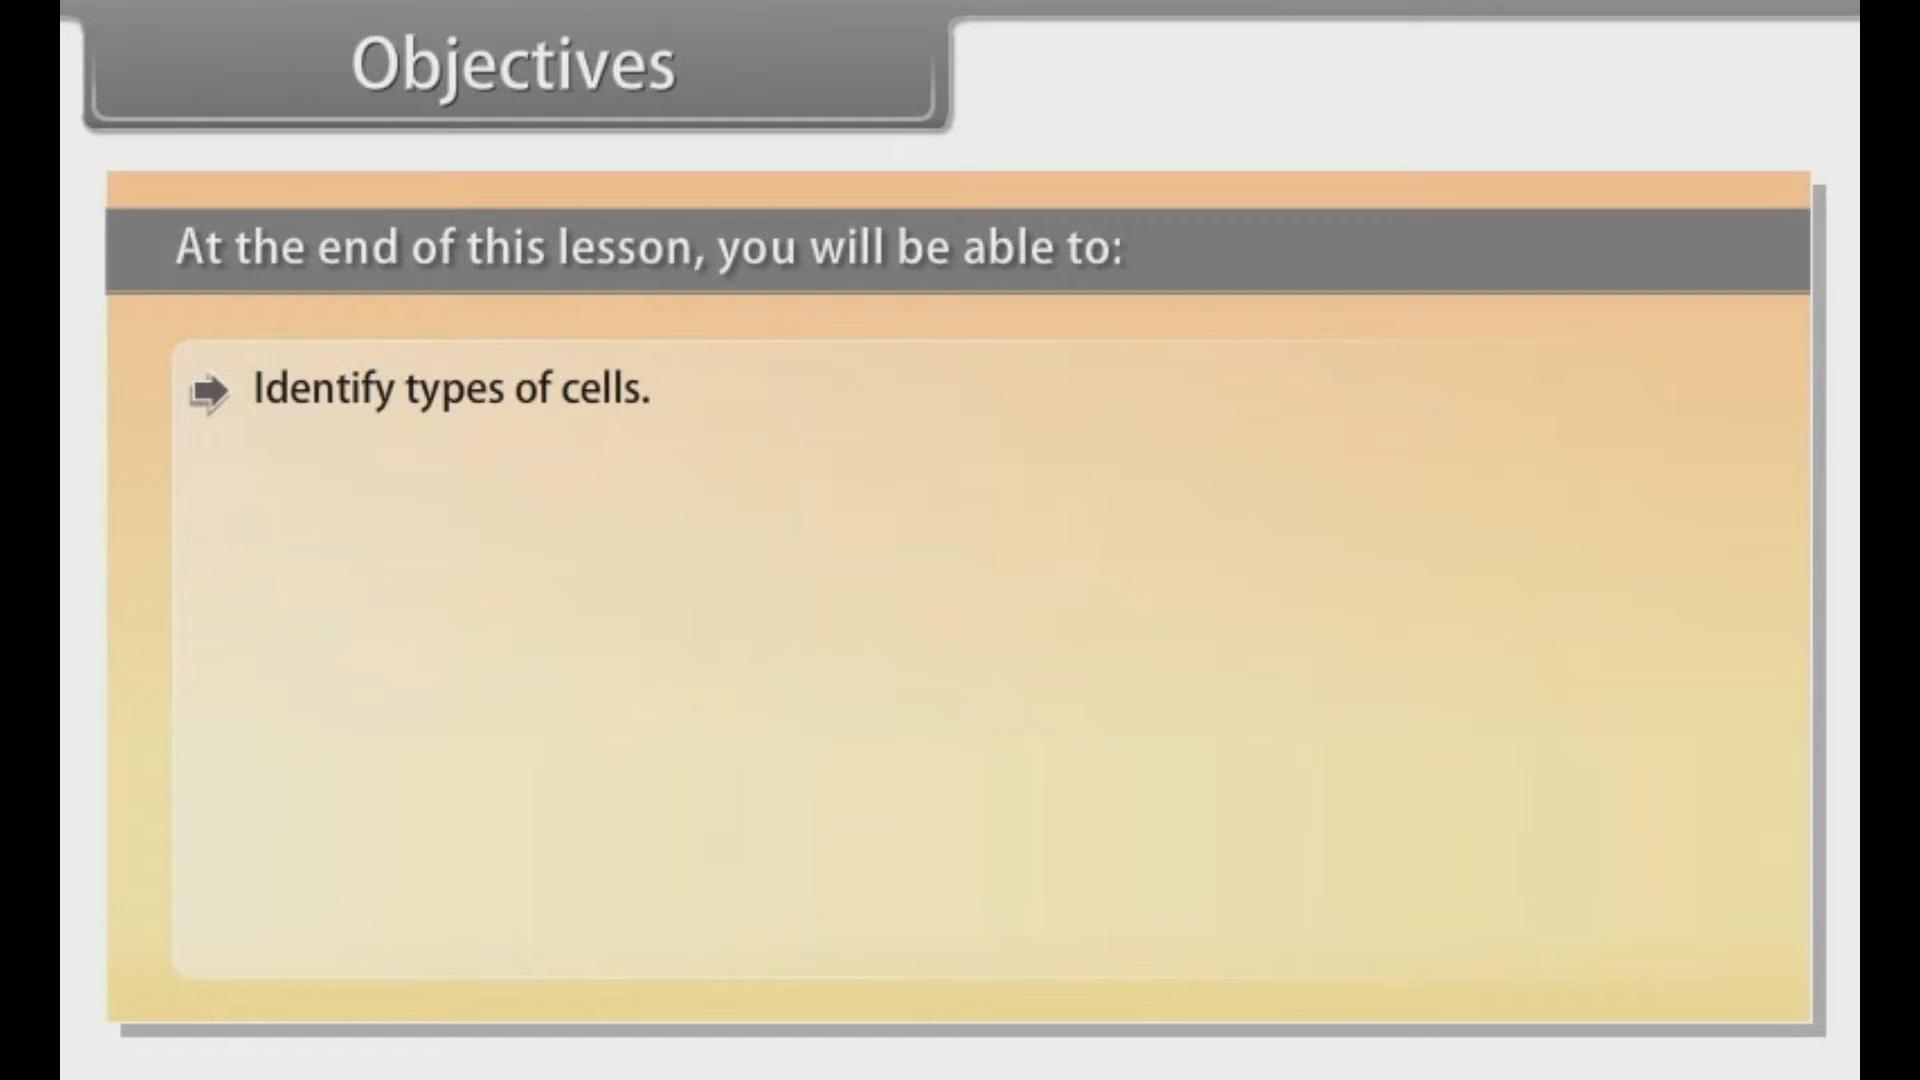 Objectives
At the end of this lesson, you will be able to:
Identify types of cells.